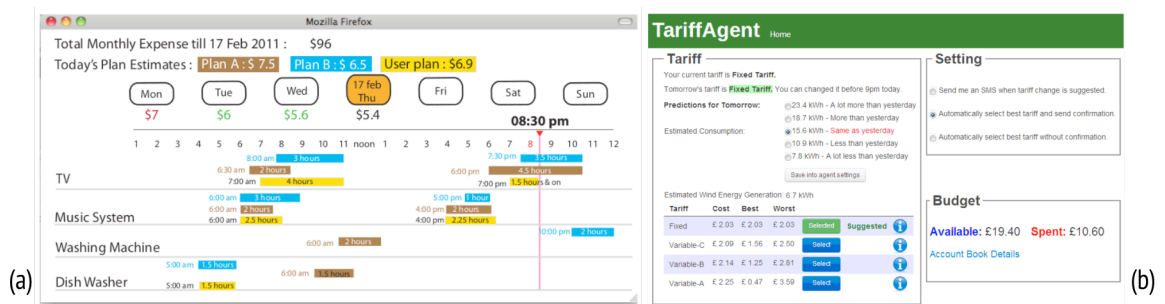 Mozilla Firefox
Total Monthly Expense till 17 Feb 2011 : $96
Today's Plan Estimates : Plan A : $ 7.5 Plan B : $ 6.5 User plan : $6.9
Mon Tue Wed 17 feb Thu Fri Sat Sun
$7 $6 $5.6 $5.4
08:30 pm
1 2 3 4 5 6 7 8 9 10 11 noon 1 2 3 4 5 6 7 8 9 10 11 12
8:00 am 3 hours 7:30 pm 3.5 hours
6:30 am 2 hours 6:00 pm 4.5 hours
TV 7:00 am 4 hours 7:00 pm 1.5 hours & on
6:00 am 3 hours 5:00 pm 1 hour
6:00 am 2 hours 4:00 pm 2 hours
Music System 6:00 am 2.5 hours 4:00 pm 2.25 hours
10:00 pm 2 hours
Washing Machine 6:00 am 2 hours
5:00 am 1.5 hours
6:00 am 1.5 hours
Dish Washer 5:00 am 1.5 hours
(a)
TariffAgent Home
Tariff
Your current tariff is Fixed Tariff.
Tomorrow's tariff is Fixed Tariff. You can changed it before 9pm today.
Predictions for Tomorrow:
Estimated Consumption:
23.4 kWh - A lot more than yesterday
18.7 kWh - More than yesterday
15.6 kWh - Same as yesterday
10.9 kWh - Less than yesterday
7.8 kWh - A lot less than yesterday
Save into agent settings
Estimated Wind Energy Generation: 6.7 kWh
Tariff Cost Best Worst
Fixed £ 2.03 £ 2.03 £ 2.03 Selected Suggested i
Variable-C £ 2.09 £ 1.56 £ 2.50 Select i
Variable-B £ 2.14 £ 1.25 £ 2.81 Select i
Variable-A £ 2.25 £ 0.47 £ 3.59 Select i
Setting
Send me an SMS when tariff change is suggested.
Automatically select best tariff and send confirmation.
Automatically select best tariff without confirmation.
Budget
Available: £19.40 Spent: £10.60
Account Book Details
(b)